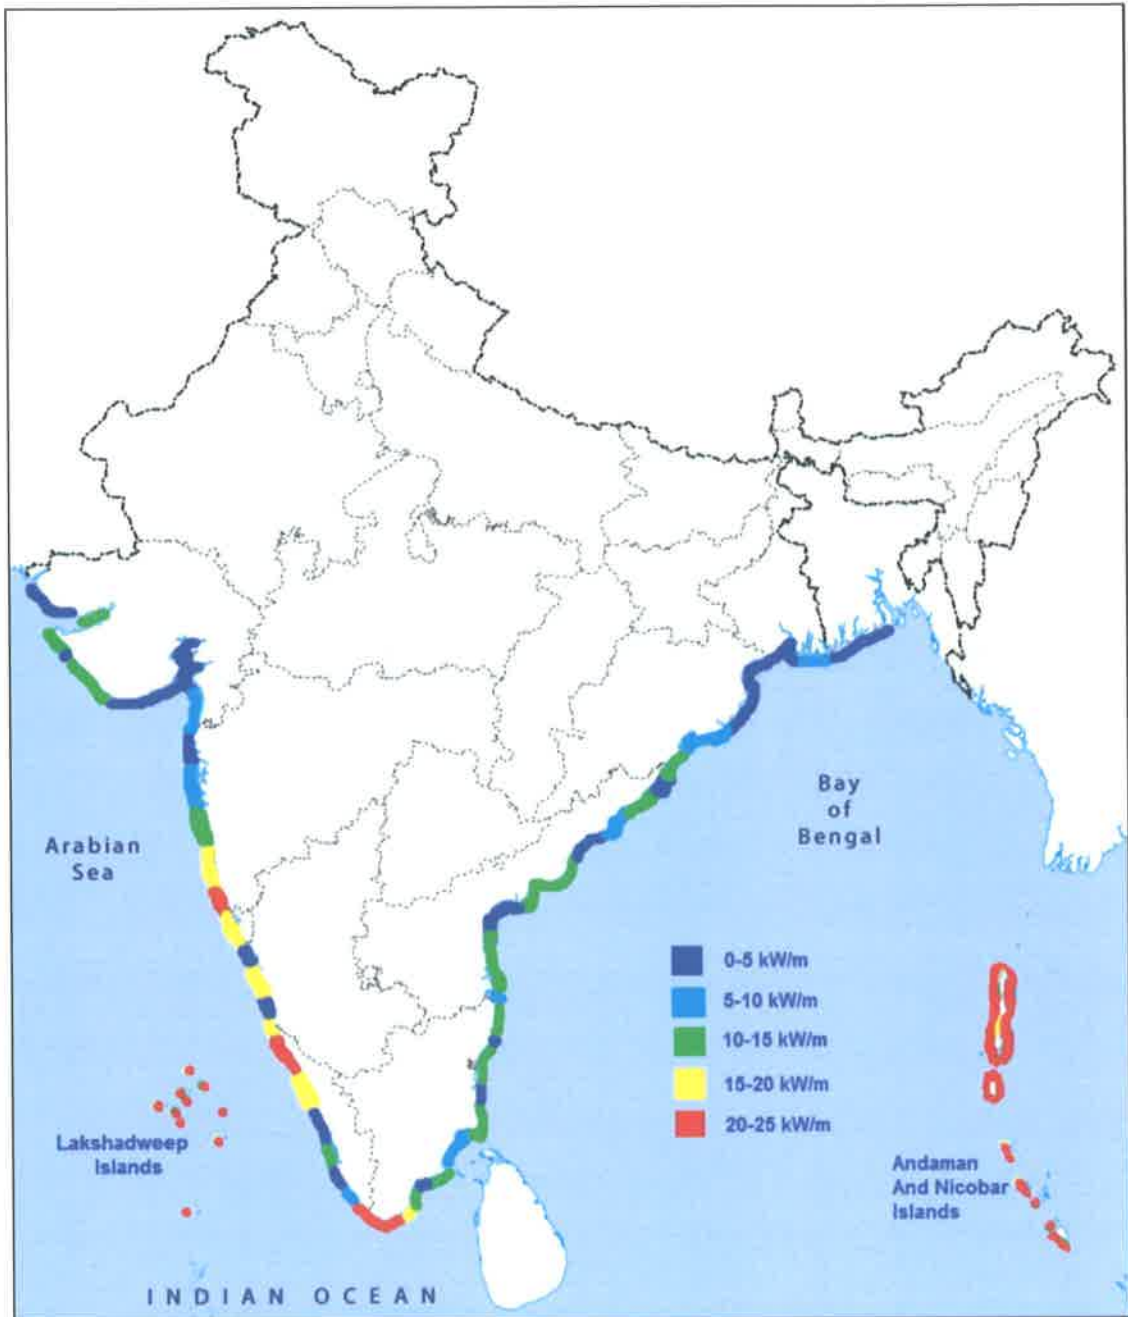 Bay
of
Bengal
Arabian
Sea
0-5 kW/m
5-10 kW/m
10-15 kW/m
15-20 kW/m
20-25 kW/m
Lakshadweep
Islands
Andaman
And Nicobar
Islands
INDIAN OCEAN